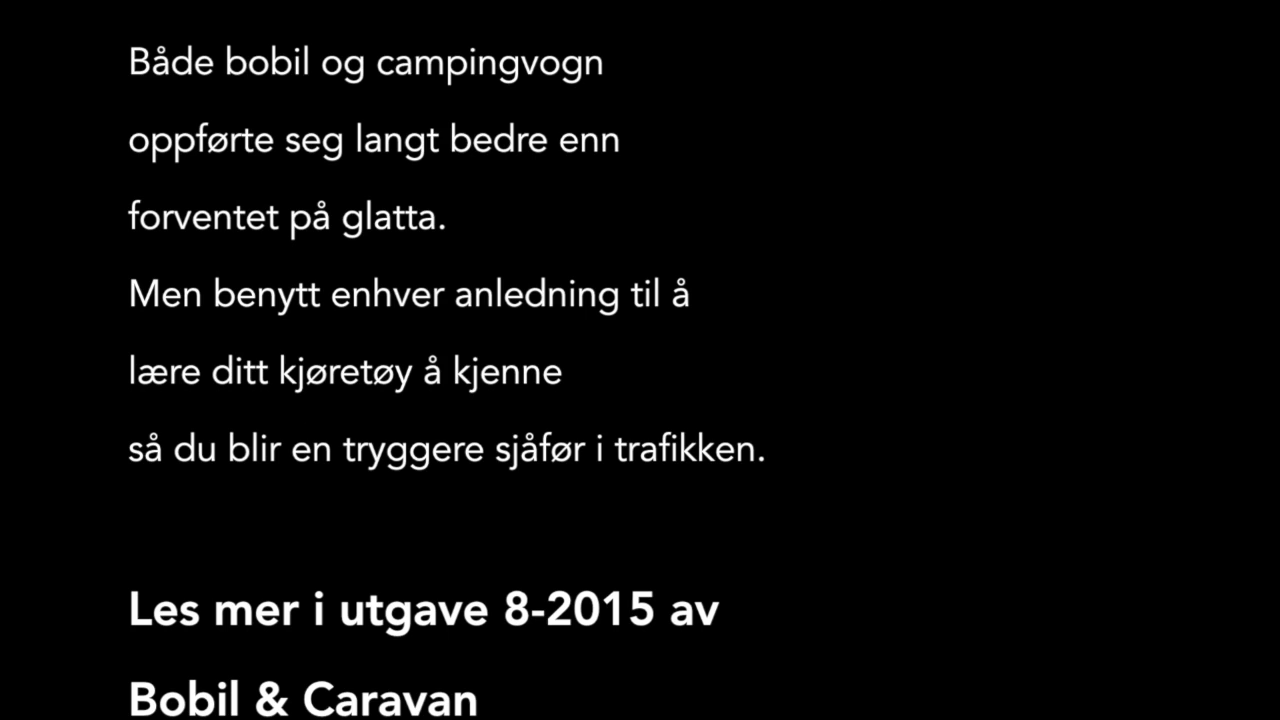 Både bobil og campingvogn
oppførte seg langt bedre enn
forventet på glatta.
Men benytt enhver anledning til å
lære ditt kjøretøy å kjenne
så du blir en tryggere sjåfør i trafikken.
Les mer i utgave 8-2015 av
Bobil & Caravan